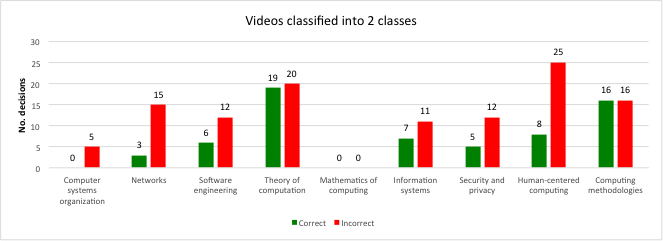 Videos classified into 2 classes
No. decisions
30
25
20
15
10
5
0
0 5 3 15 6 12 19 20 0 0 7 11 5 12 8 25 16 16
Computer systems organization
Networks
Software engineering
Theory of computation
Mathematics of computing
Information systems
Security and privacy
Human-centered computing
Computing methodologies
Correct Incorrect